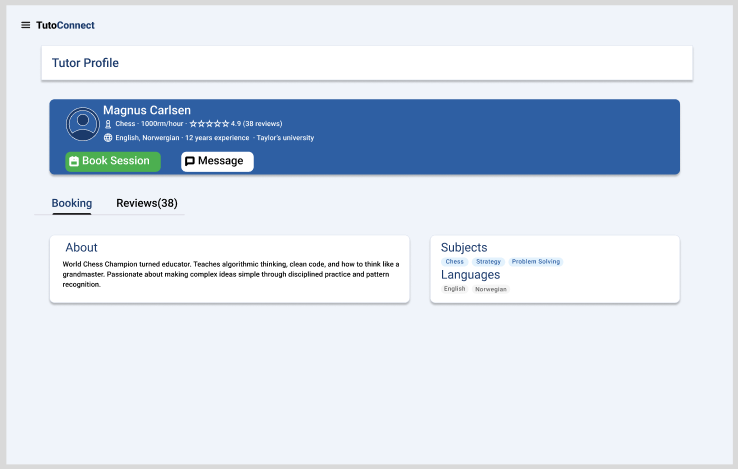 TutoConnect
Tutor Profile
Magnus Carlsen
Chess · 1000rm/hour · ☆☆☆☆☆ 4.9 (38 reviews)
English, Norwergian · 12 years experience · Taylor's university
Book Session
Message
Booking
Reviews(38)
About
World Chess Champion turned educator. Teaches algorithmic thinking, clean code, and how to think like a
grandmaster. Passionate about making complex ideas simple through disciplined practice and pattern
recognition.
Subjects
Chess Strategy Problem Solving
Languages
English Norwegian